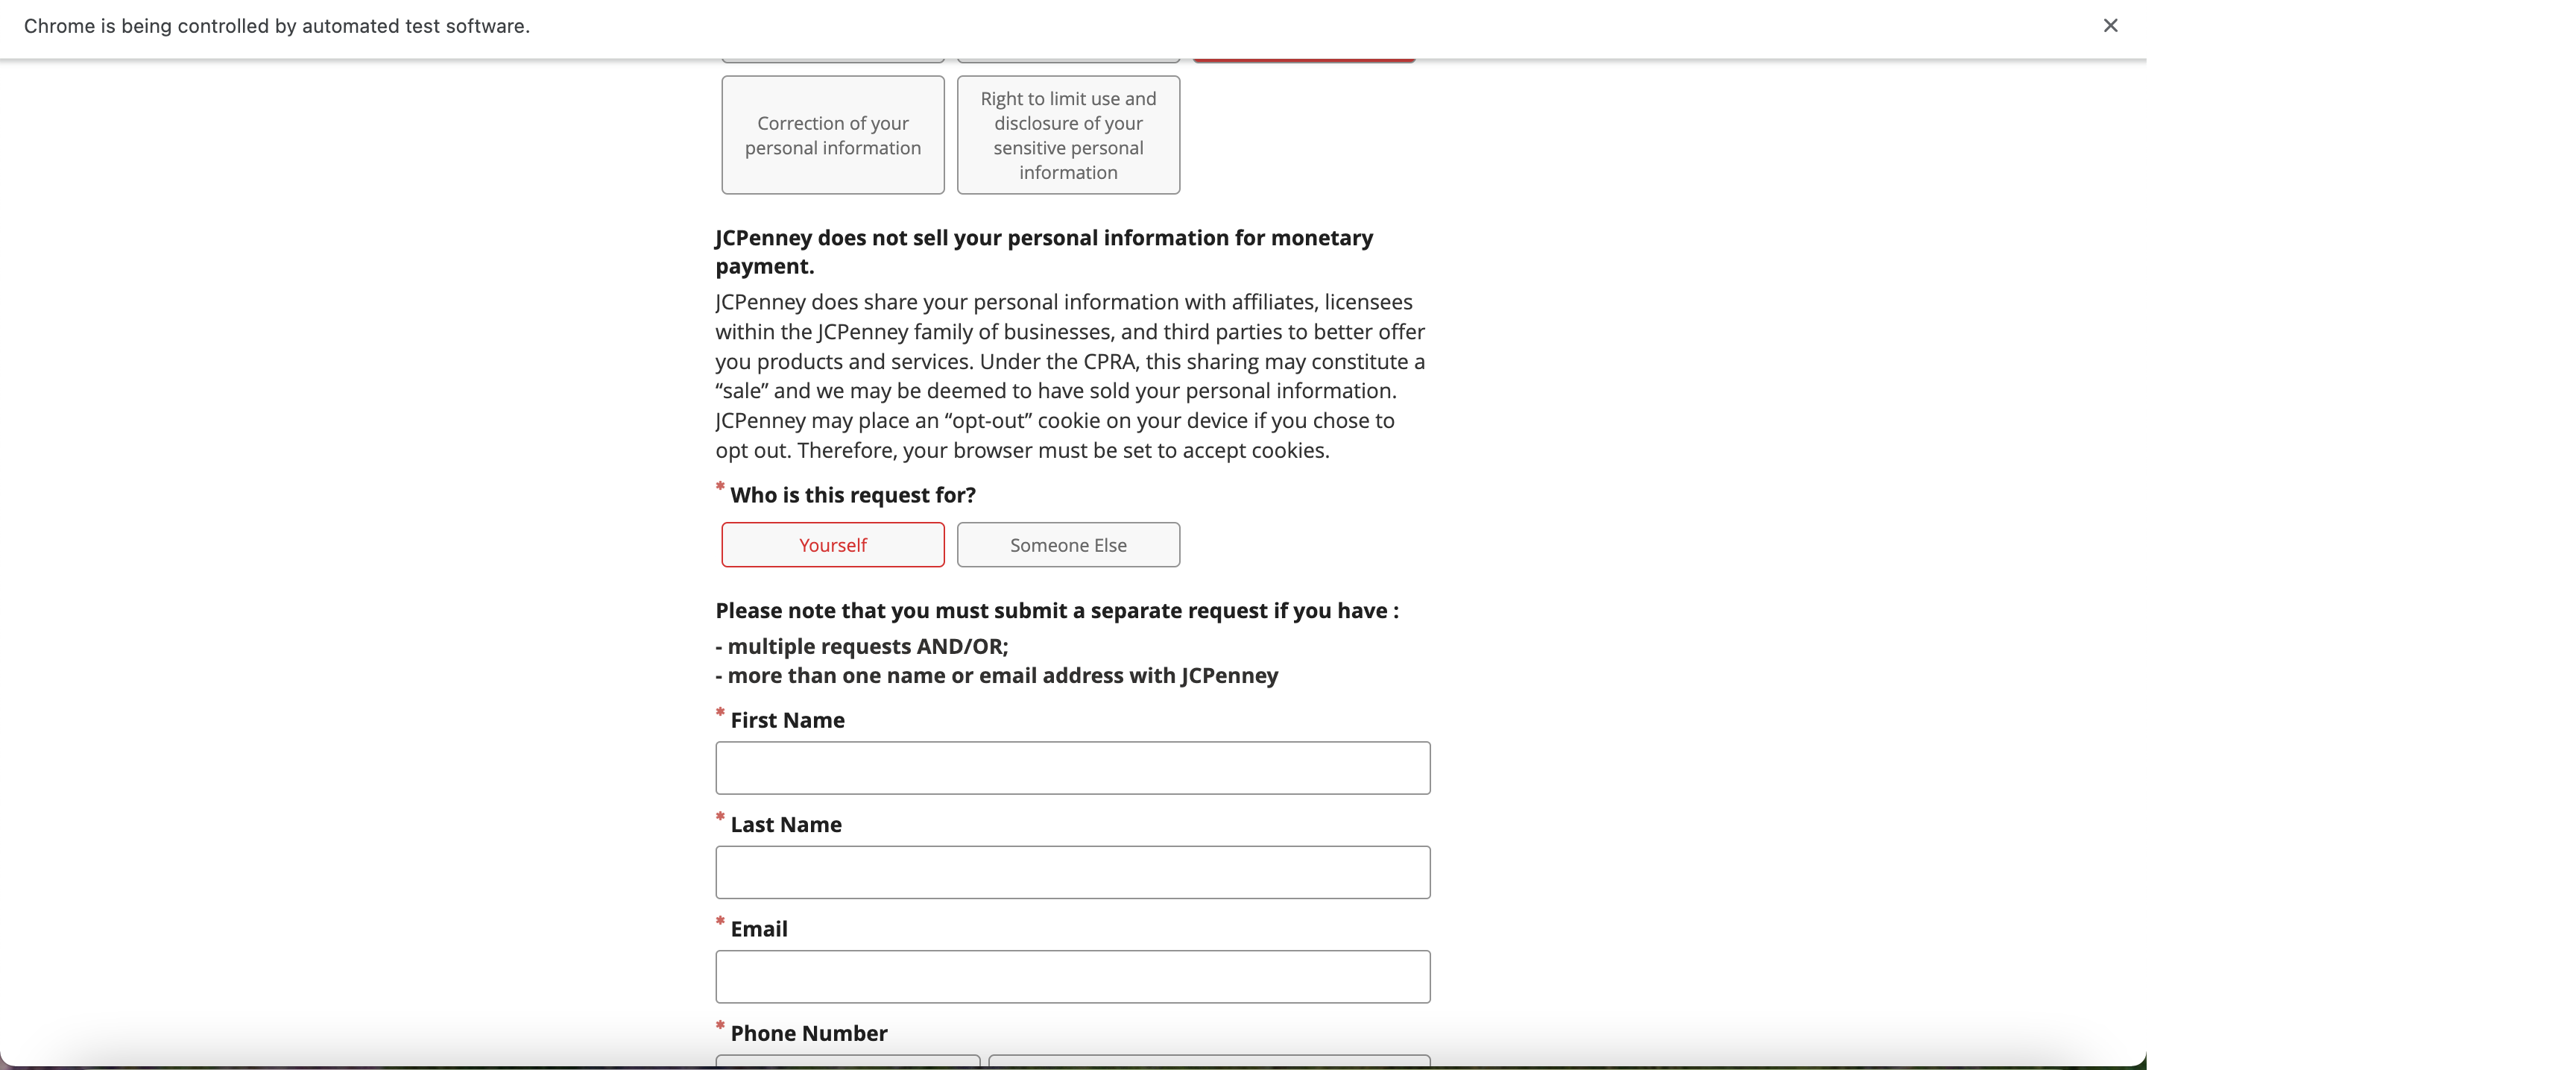 Chrome is being controlled by automated test software.
Correction of your
personal information
Right to limit use and
disclosure of your
sensitive personal
information
JCPenney does not sell your personal information for monetary
payment.
JCPenney does share your personal information with affiliates, licensees
within the JCPenney family of businesses, and third parties to better offer
you products and services. Under the CPRA, this sharing may constitute a
“sale” and we may be deemed to have sold your personal information.
JCPenney may place an “opt-out” cookie on your device if you chose to
opt out. Therefore, your browser must be set to accept cookies.
* Who is this request for?
Yourself
Someone Else
Please note that you must submit a separate request if you have :
- multiple requests AND/OR;
- more than one name or email address with JCPenney
* First Name
* Last Name
* Email
* Phone Number